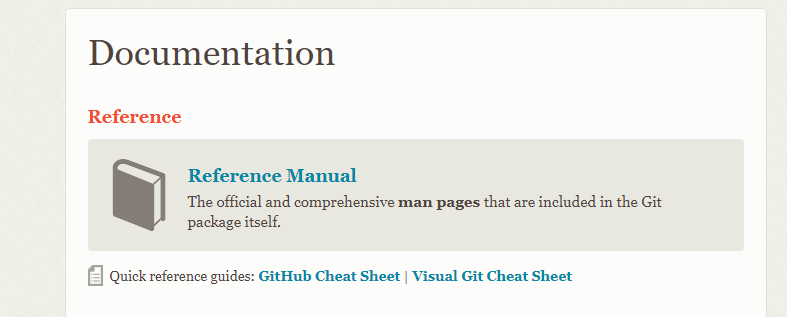 Documentation
Reference
Reference Manual
The official and comprehensive man pages that are included in the Git
package itself.
Quick reference guides: GitHub Cheat Sheet | Visual Git Cheat Sheet